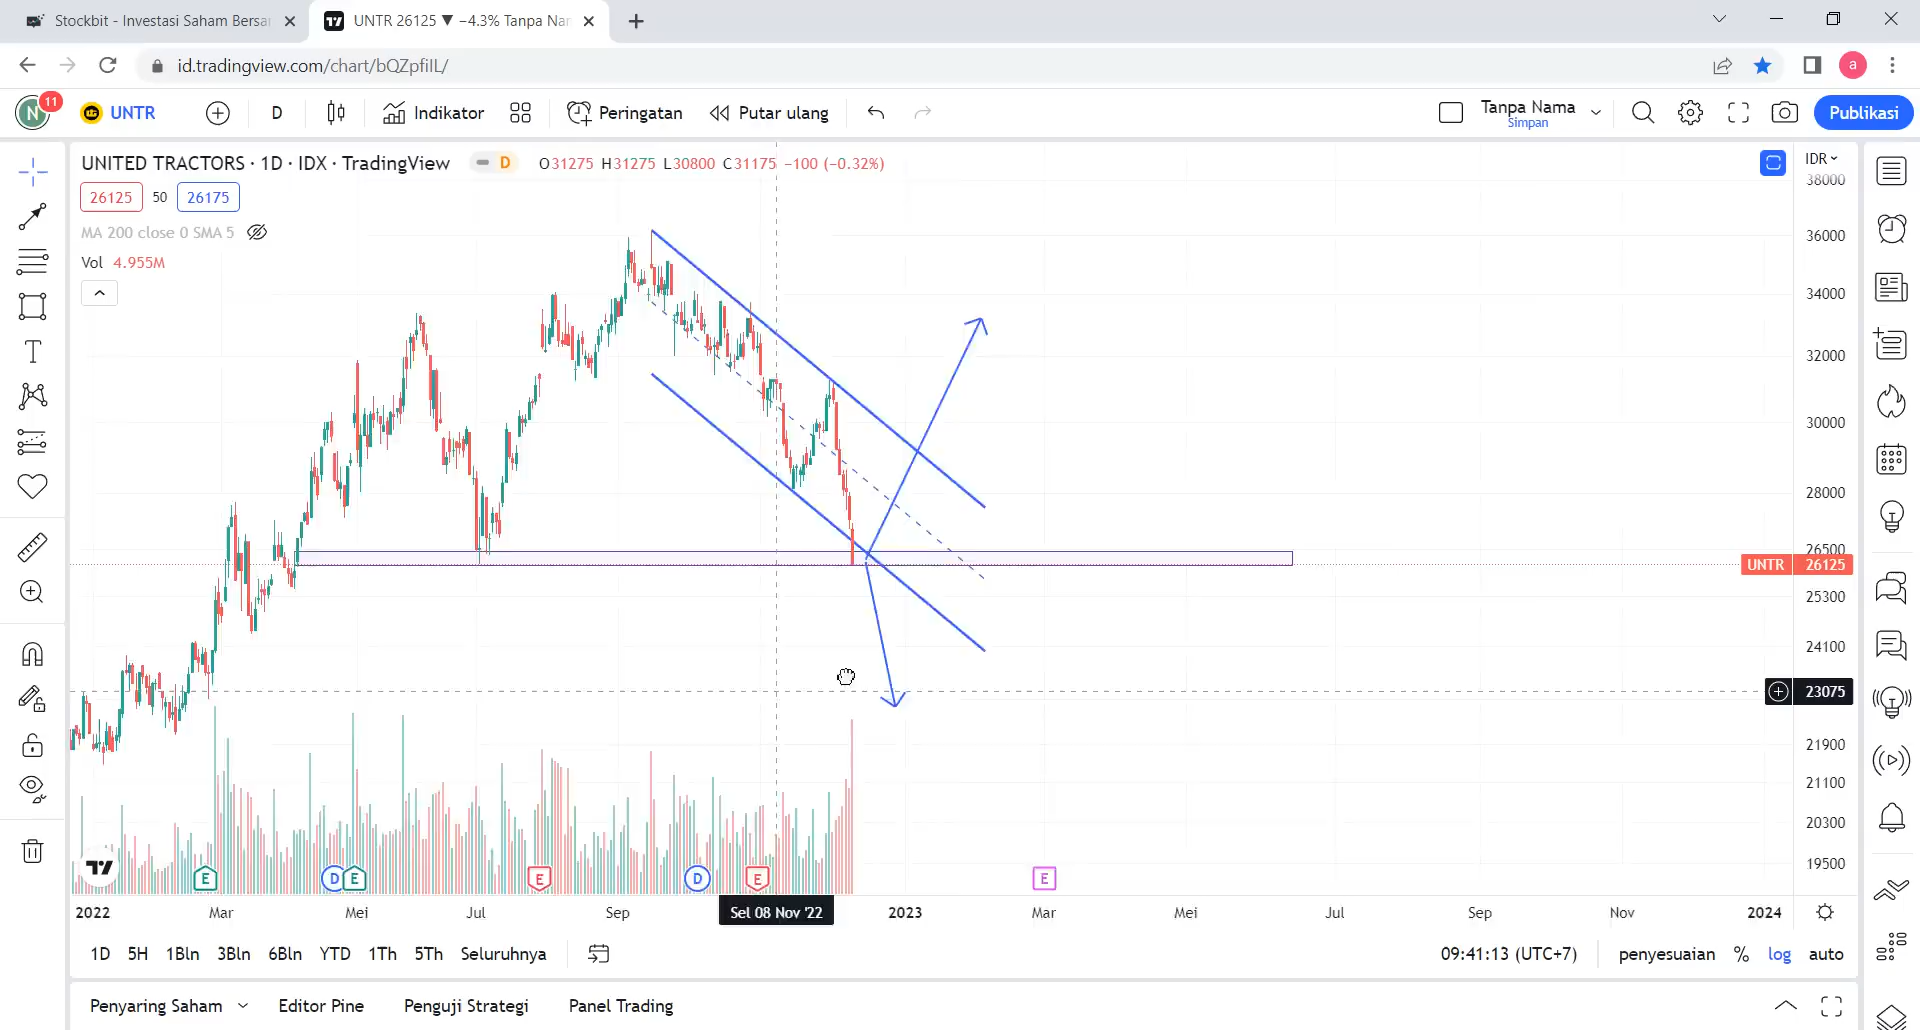 Stockbit - Investasi Saham Bersa
UNTR 26125 ▼ −4.3% Tanpa Nar
id.tradingview.com/chart/bQZpfiIL/
a
N
11
UNTR
D
Indikator
Peringatan
Putar ulang
Tanpa Nama
Simpan
Publikasi
UNITED TRACTORS · 1D · IDX · TradingView
D
O31275 H31275 L30800 C31175 −100 (−0.32%)
IDR
26125
50
26175
MA 200 close 0 SMA 5
Vol 4.955M
38000
36000
34000
32000
30000
28000
26500
UNTR 26125
25300
24100
23075
21900
21100
20300
19500
E
D
E
E
D
E
E
2022
Mar
Mei
Jul
Sep
Sel 08 Nov '22
2023
Mar
Mei
Jul
Sep
Nov
2024
1D 5H 1Bln 3Bln 6Bln YTD 1Th 5Th Seluruhnya
09:41:13 (UTC+7)
penyesuaian % log auto
Penyaring Saham
Editor Pine
Penguji Strategi
Panel Trading